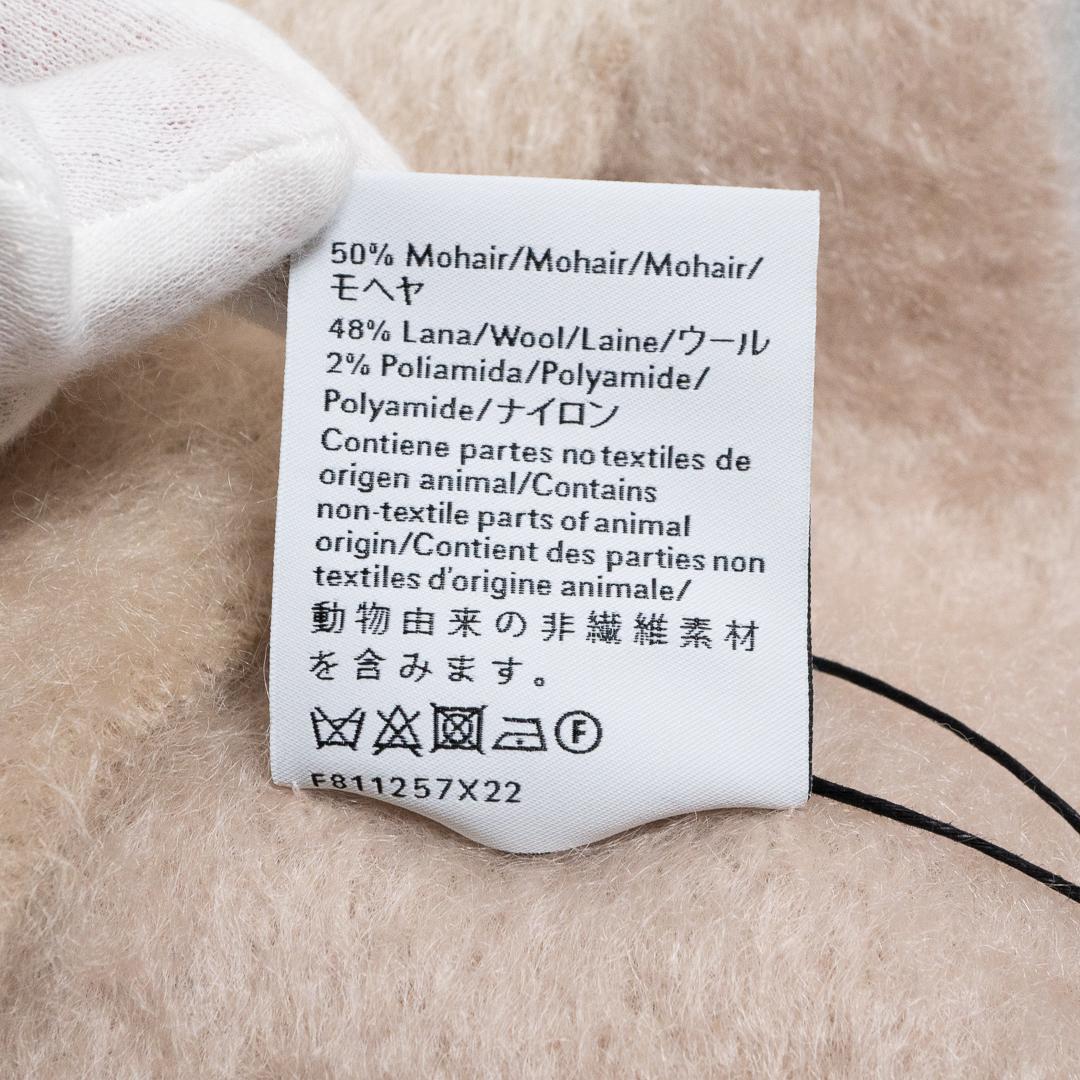 50% Mohair/Mohair/Mohair/
モヘヤ
48% Lana/Wool/Laine/ウール
2% Poliamida/Polyamide/
Polyamide/ナイロン
Contiene partes no textiles de
origen animal/Contains
non-textile parts of animal
origin/Contient des parties non
textiles d'origine animale/
動物由来の非繊維素材
を含みます。
F
F811257X22